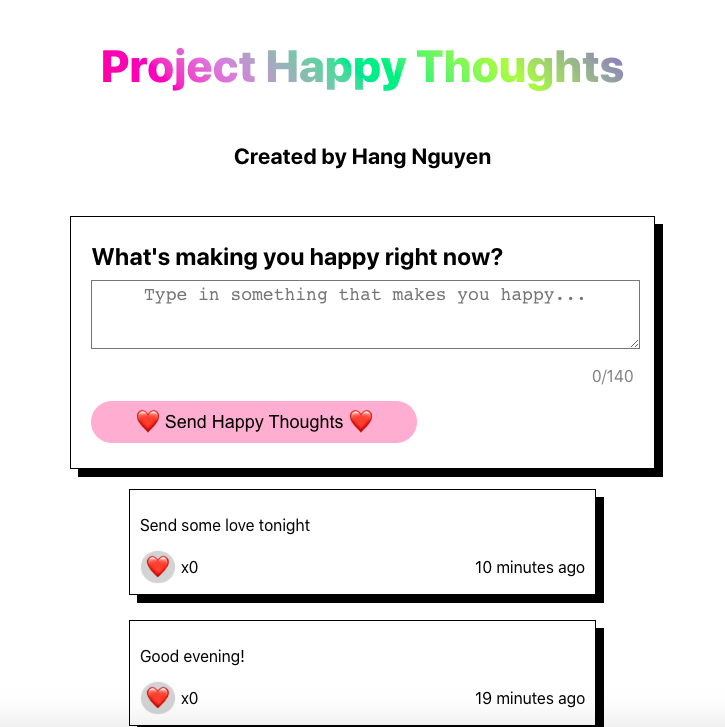 Project Happy Thoughts
Created by Hang Nguyen
What's making you happy right now?
Type in something that makes you happy...
0/140
❤️ Send Happy Thoughts ❤️
Send some love tonight
❤️ x0 10 minutes ago
Good evening!
❤️ x0 19 minutes ago